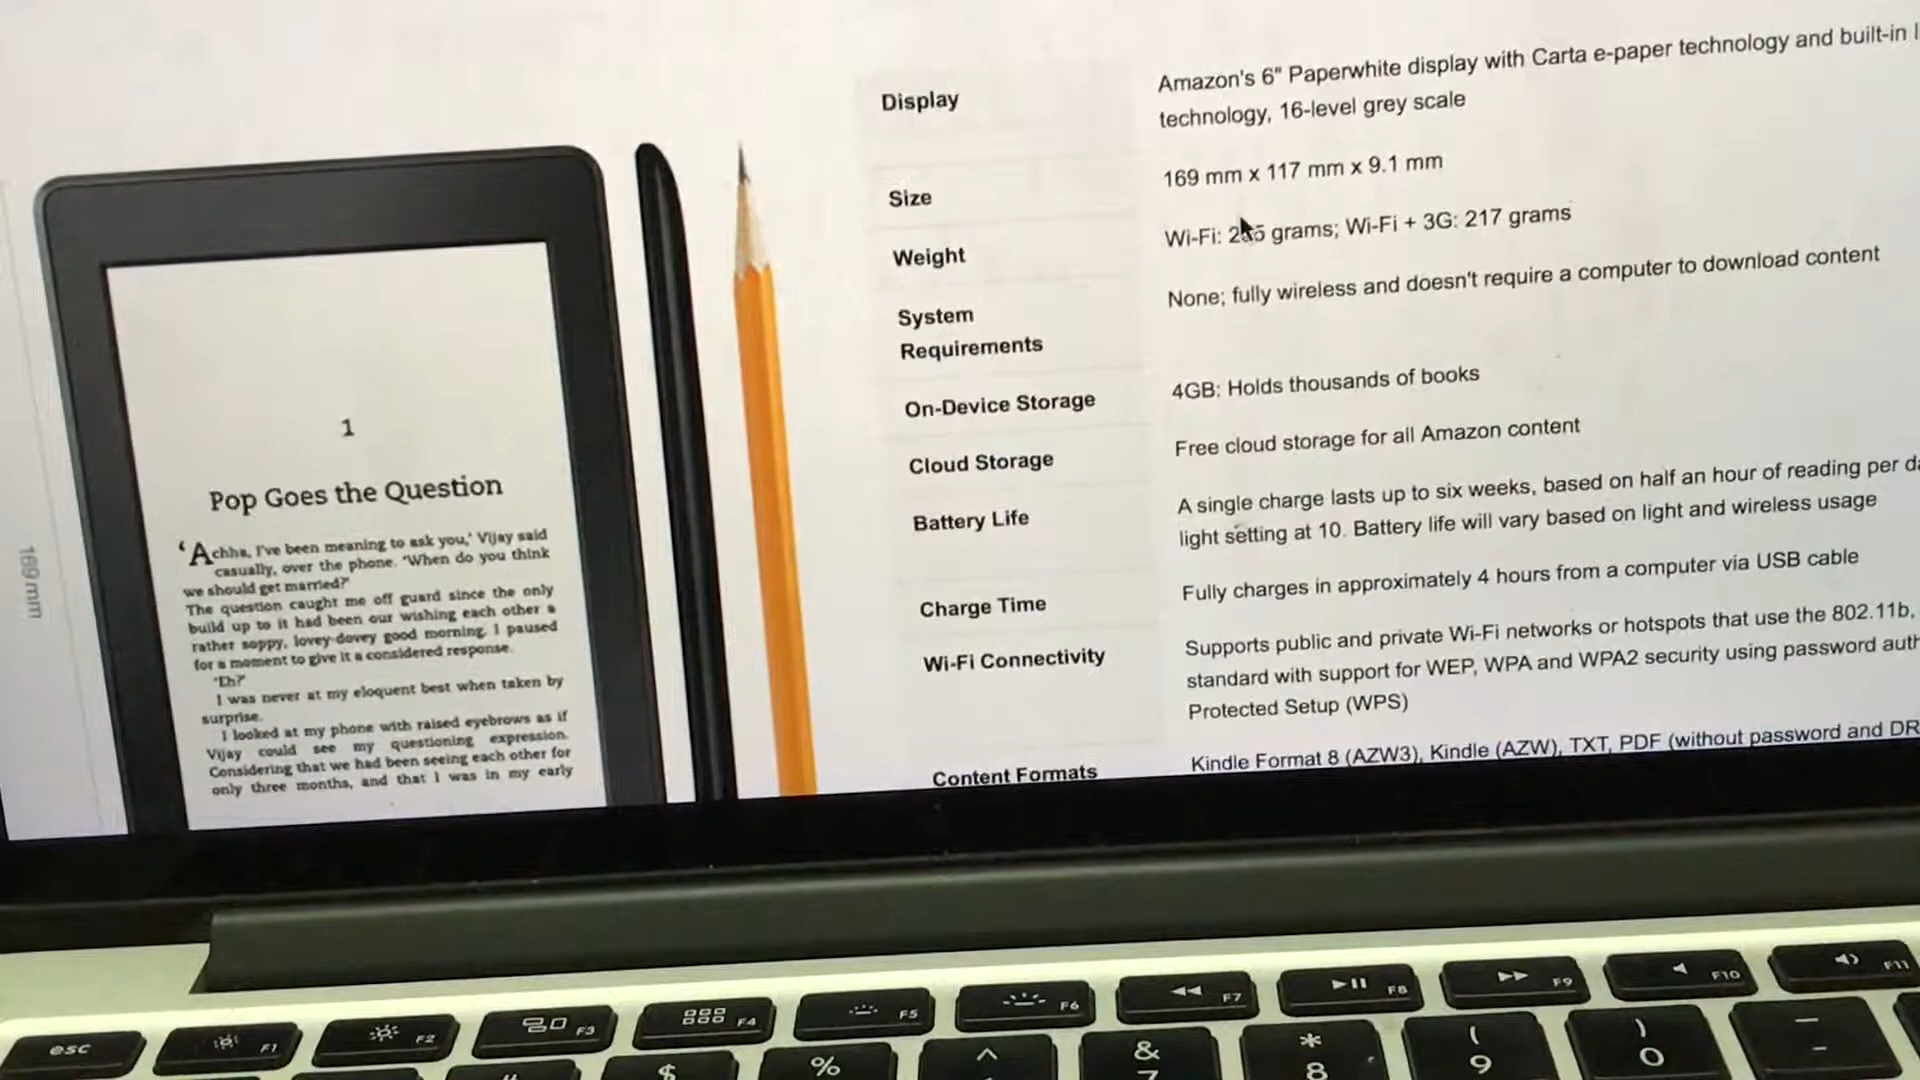 169mm
1
Pop Goes the Question
‘Achha, I've been meaning to ask you,’ Vijay said
casually, over the phone. ‘When do you think
we should get married?’
The question caught me off guard since the only
build up to it had been our wishing each other a
rather soppy, lovey-dovey good morning. I paused
for a moment to give it a considered response.
‘Eh?’
I was never at my eloquent best when taken by
surprise.
I looked at my phone with raised eyebrows as if
Vijay could see my questioning expression.
Considering that we had been seeing each other for
only three months, and that I was in my early
Display
Amazon's 6" Paperwhite display with Carta e-paper technology and built-in
technology, 16-level grey scale
Size
169 mm x 117 mm x 9.1 mm
Weight
Wi-Fi: grams; Wi-Fi + 3G: 217 grams
System
Requirements
None; fully wireless and doesn't require a computer to download content
On-Device Storage
4GB: Holds thousands of books
Cloud Storage
Free cloud storage for all Amazon content
Battery Life
A single charge lasts up to six weeks, based on half an hour of reading per
light setting at 10. Battery life will vary based on light and wireless usage
Charge Time
Fully charges in approximately 4 hours from a computer via USB cable
Wi-Fi Connectivity
Supports public and private Wi-Fi networks or hotspots that use the 802.11b,
standard with support for WEP, WPA and WPA2 security using password
Protected Setup (WPS)
Content Formats
Kindle Format 8 (AZW3), Kindle (AZW), TXT, PDF (without password and
esc F1 F2 F3 F4 F5 F6 F7 F8 F9 F10 F11
$ % ^ & 7 * 8 ( 9 ) 0 — –